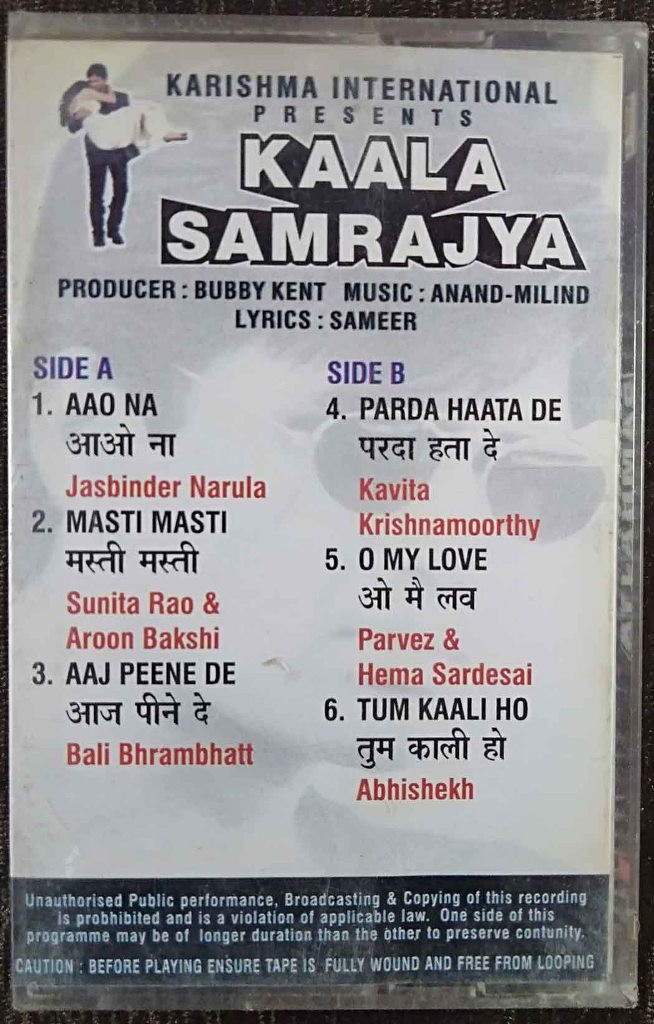 KARISHMA INTERNATIONAL
PRESENTS
KAALA
SAMRAJYA
PRODUCER : BUBBY KENT MUSIC : ANAND-MILIND
LYRICS : SAMEER
SIDE A
1. AAO NA
आओ ना
Jasbinder Narula
2. MASTI MASTI
मस्ती मस्ती
Sunita Rao &
Aroon Bakshi
3. AAJ PEENE DE
आज पीने दे
Bali Bhrambhatt
SIDE B
4. PARDA HAATA DE
परदा हता दे
Kavita
Krishnamoorthy
5. O MY LOVE
ओ मै लव
Parvez &
Hema Sardesai
6. TUM KAALI HO
तुम काली हो
Abhishekh
Unauthorised Public performance, Broadcasting & Copying of this recording
is probhibited and is a violation of applicable law. One side of this
programme may be of longer duration than the other to preserve contunity.
CAUTION : BEFORE PLAYING ENSURE TAPE IS FULLY WOUND AND FREE FROM LOOPING